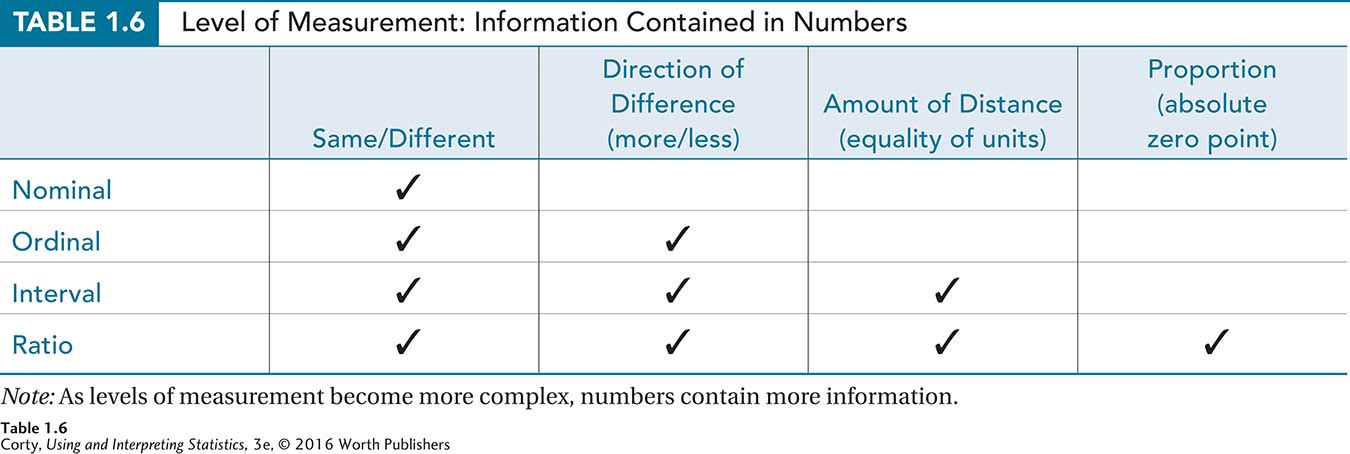 TABLE 1.6 Level of Measurement: Information Contained in Numbers
Same/Different
Direction of
Difference
(more/less)
Amount of Distance
(equality of units)
Proportion
(absolute
zero point)
Nominal ✓
Ordinal ✓ ✓
Interval ✓ ✓ ✓
Ratio ✓ ✓ ✓ ✓
Note: As levels of measurement become more complex, numbers contain more information.
Table 1.6
Corty, Using and Interpreting Statistics, 3e, © 2016 Worth Publishers